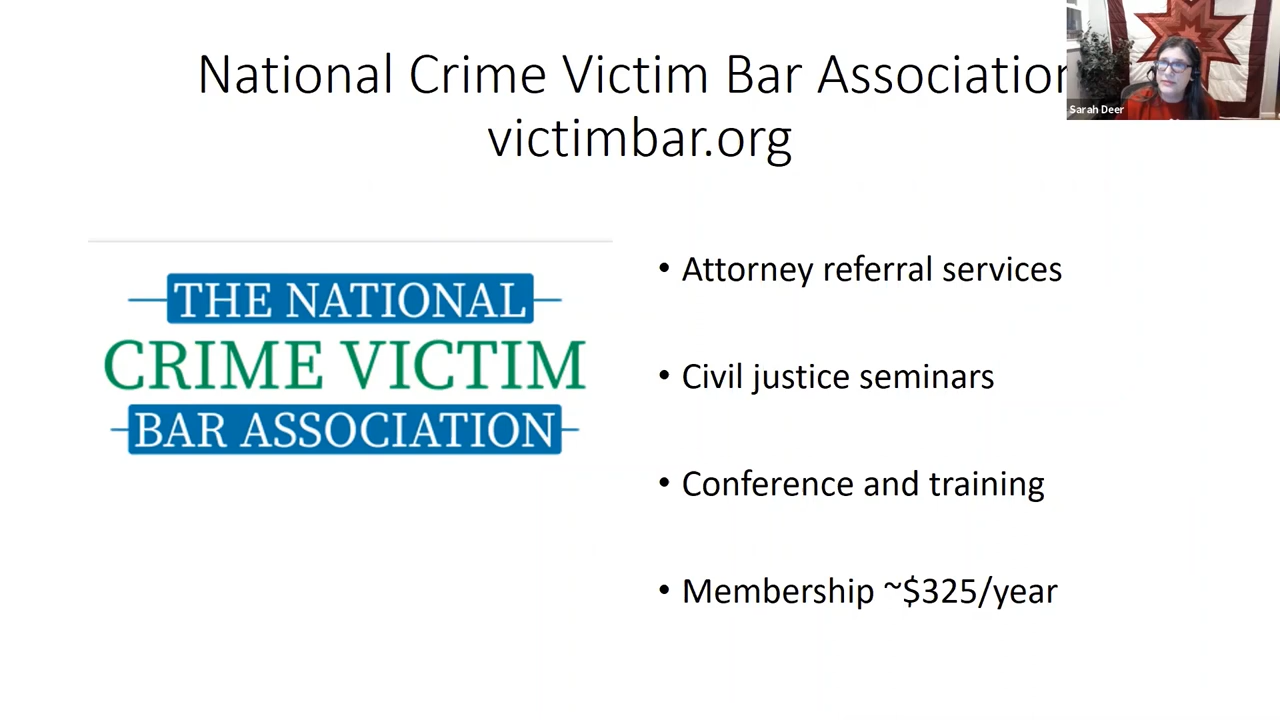 National Crime Victim Bar Association
victimbar.org
Sarah Deer
THE NATIONAL
CRIME VICTIM
BAR ASSOCIATION
• Attorney referral services
• Civil justice seminars
• Conference and training
• Membership ~$325/year